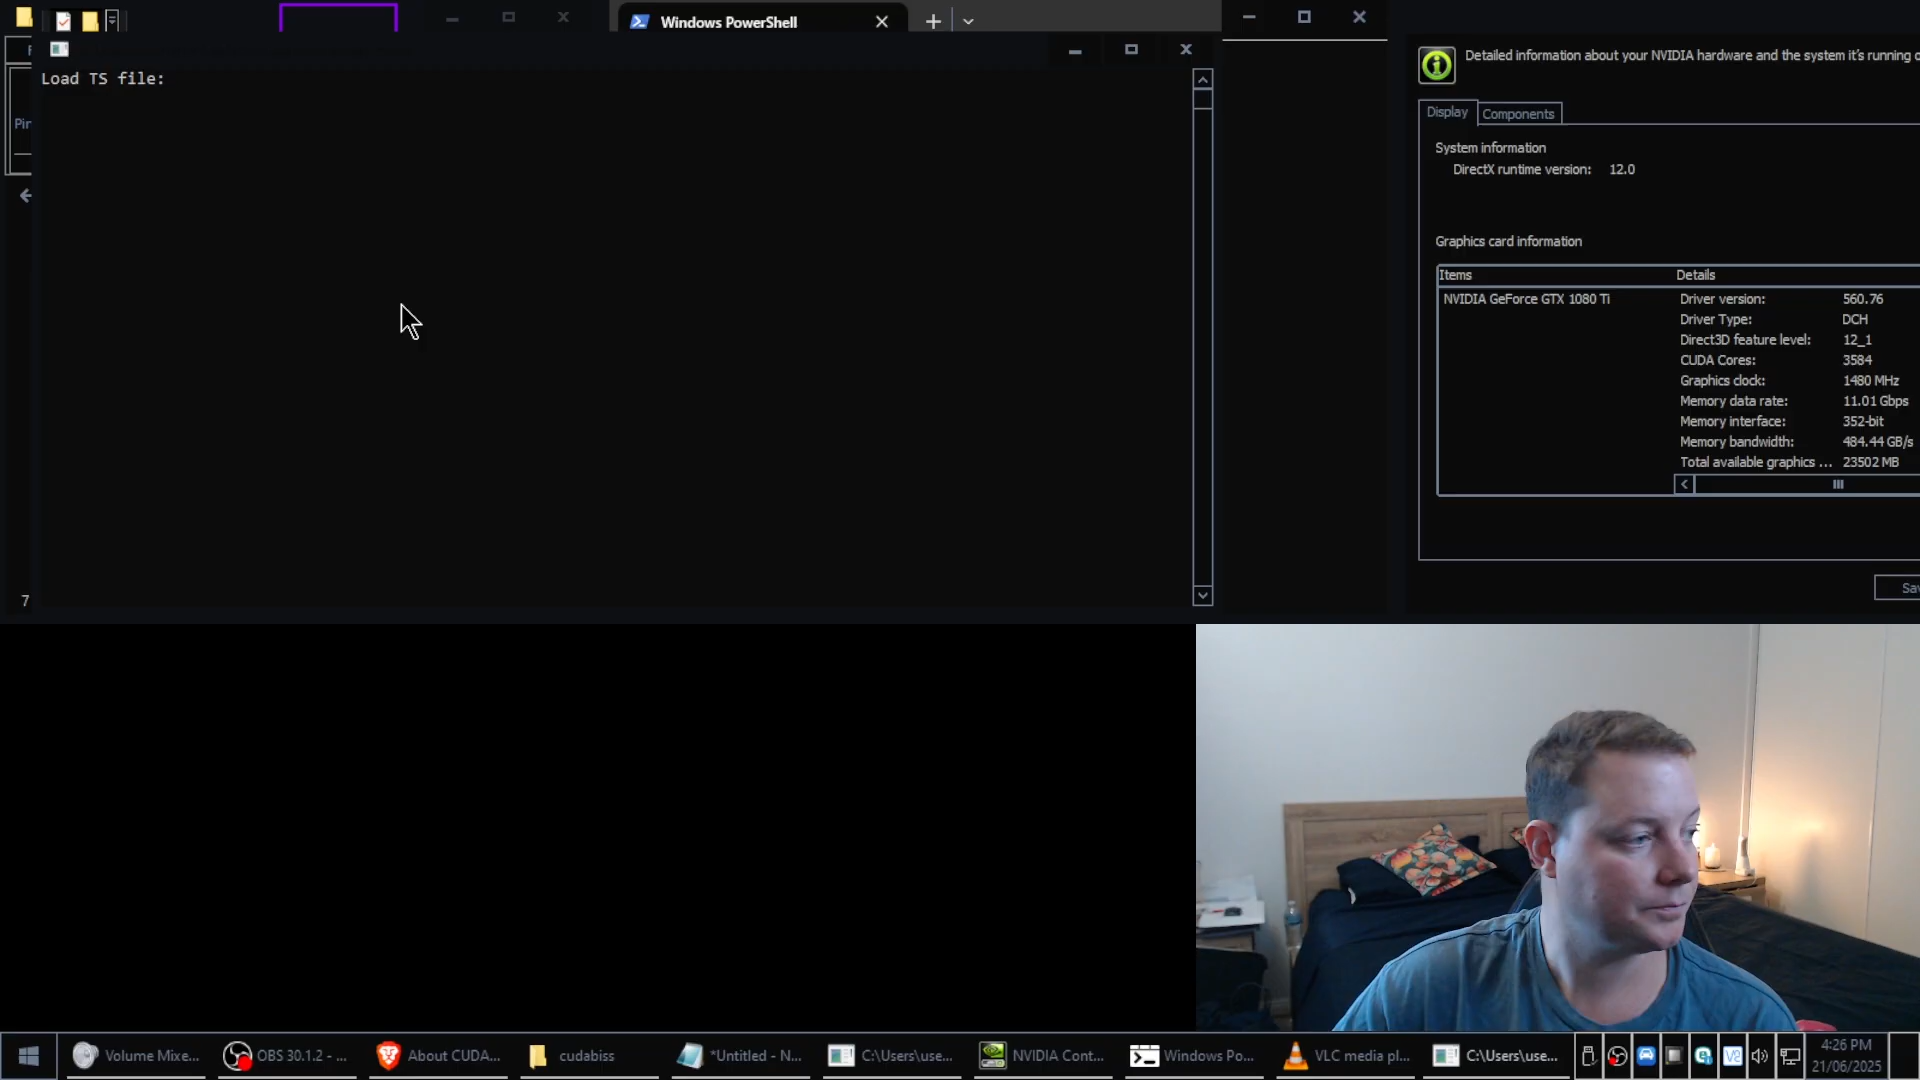 Windows PowerShell
Load TS file:
Pin
7
Detailed information about your NVIDIA hardware and the system it's running o
Display
Components
System information
DirectX runtime version: 12.0
Graphics card information
Items Details
NVIDIA GeForce GTX 1080 Ti Driver version: 560.76
Driver Type: DCH
Direct3D feature level: 12_1
CUDA Cores: 3584
Graphics clock: 1480 MHz
Memory data rate: 11.01 Gbps
Memory interface: 352-bit
Memory bandwidth: 484.44 GB/s
Total available graphics ... 23502 MB
Sav
Volume Mixe...
OBS 30.1.2 - ...
About CUDA...
cudabiss
*Untitled - N...
C:\Users\use...
NVIDIA Cont...
Windows Po...
VLC media pl...
C:\Users\use...
4:26 PM
21/06/2025